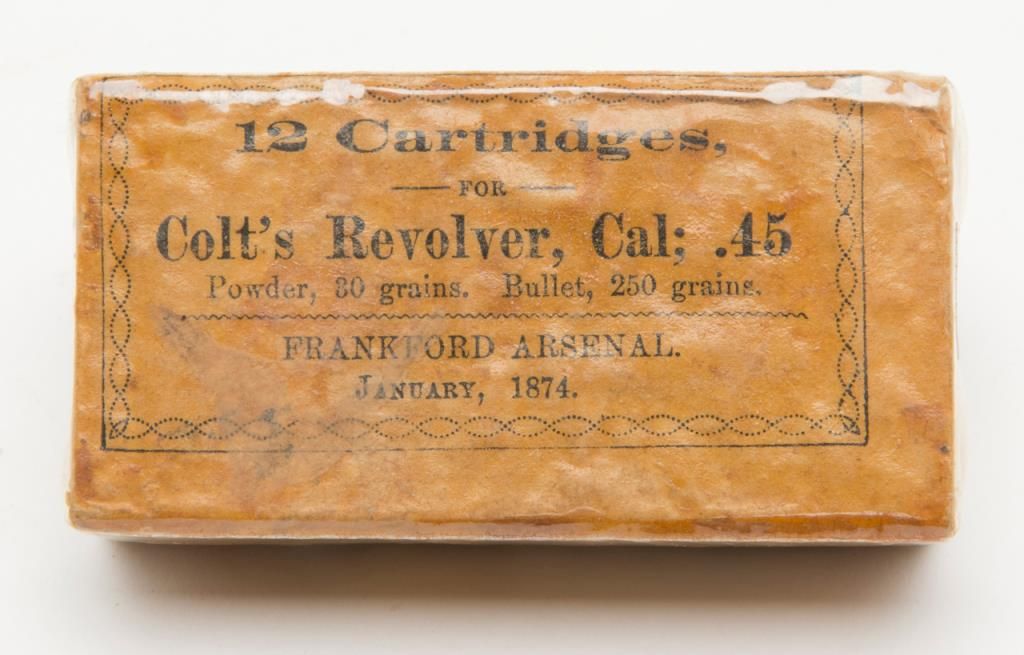 12 Cartridges,
FOR
Colt's Revolver, Cal; .45
Powder, 30 grains. Bullet, 250 grains.
FRANKFORD ARSENAL.
JANUARY, 1874.